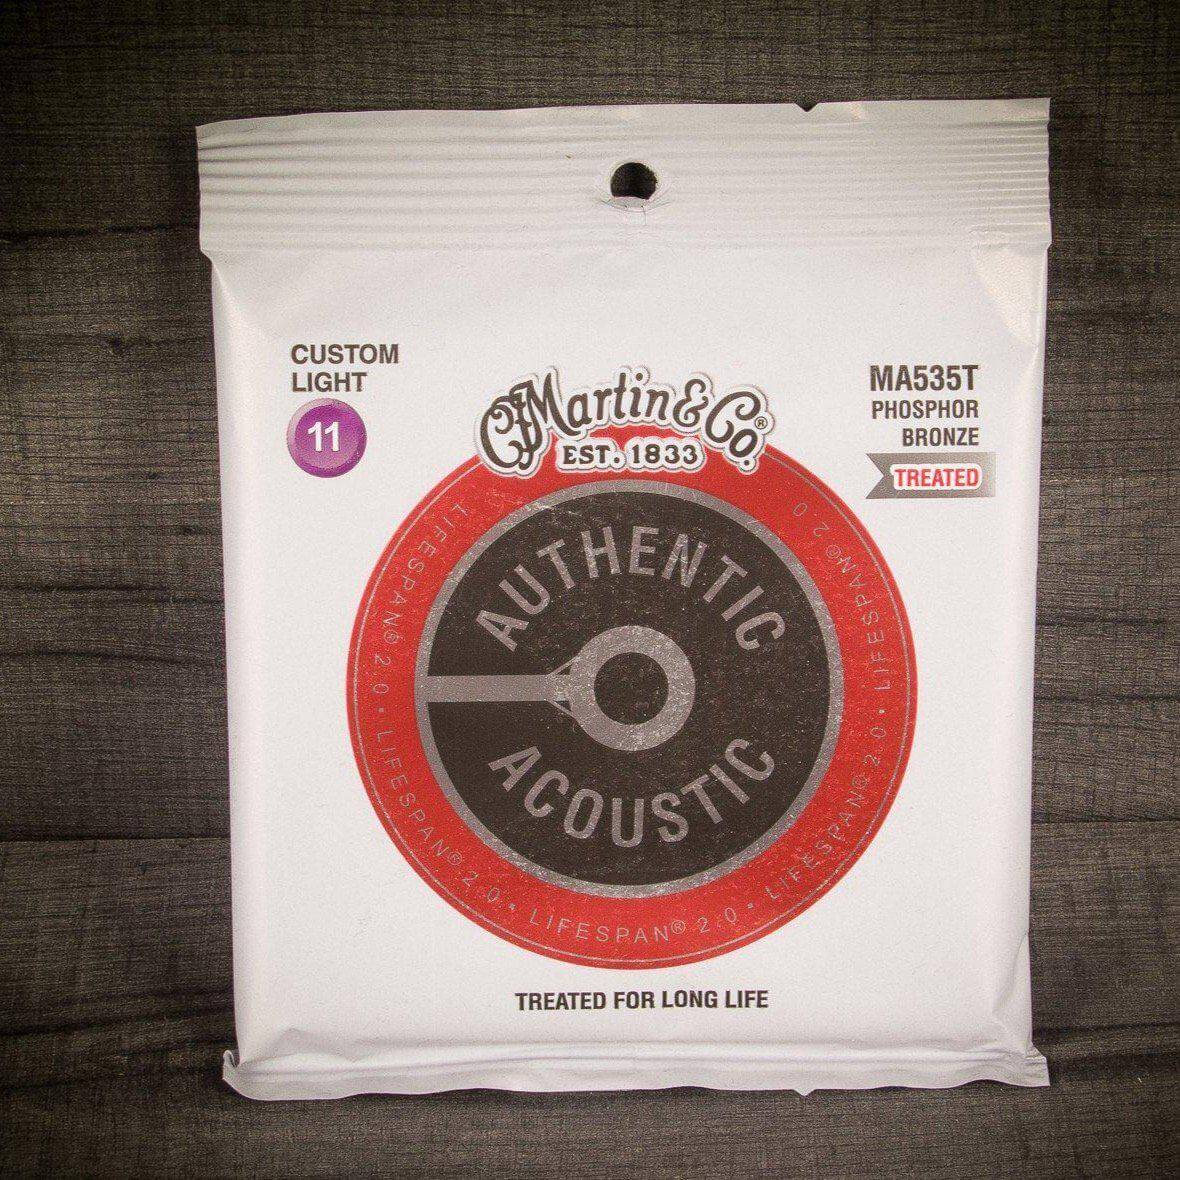 CUSTOM
LIGHT
11
CF Martin & Co.®
EST. 1833
MA535T
PHOSPHOR
BRONZE
TREATED
AUTHENTIC
ACOUSTIC
LIFESPAN® 2.0 • LIFESPAN® 2.0 • LIFESPAN® 2.0 • LIFESPAN® 2.0 • LIFESPAN® 2.0
TREATED FOR LONG LIFE